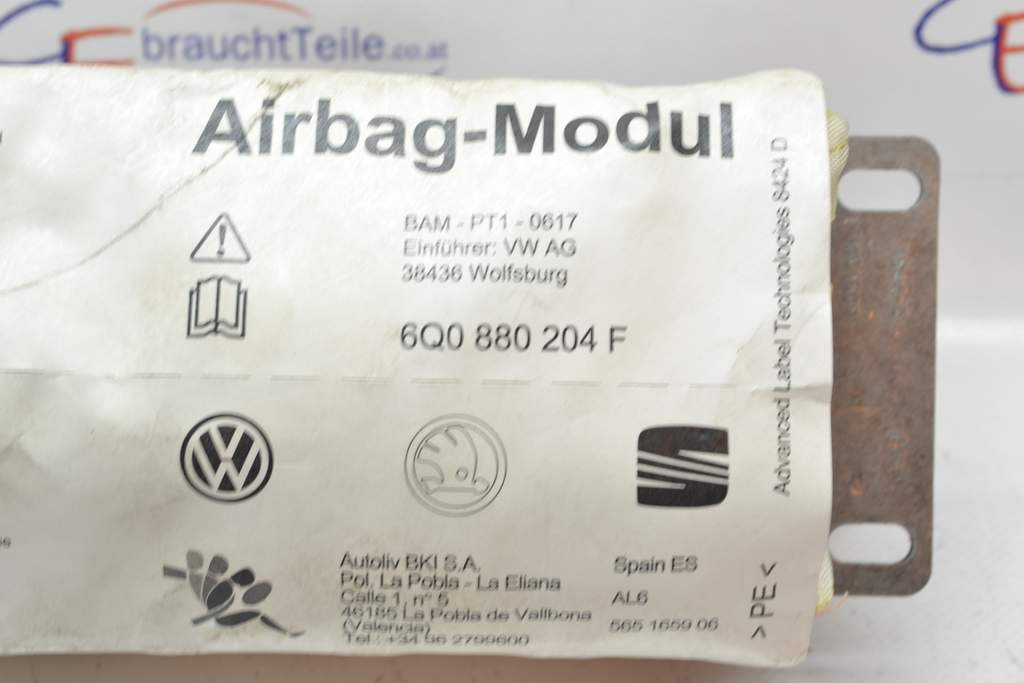 GEbrauchtTeile.co.at
GE
Airbag-Modul
BAM - PT1 - 0617
Einführer: VW AG
38436 Wolfsburg
6Q0 880 204 F
Advanced Label Technologies 8424 D
Autoliv BKI S.A.
Pol. La Pobla - La Eliana
Calle 1, n° 5
46185 La Pobla de Vallbona
(Valencia)
Tel.: +34 96 2799600
Spain ES
AL6
565 1659 06
> PE <